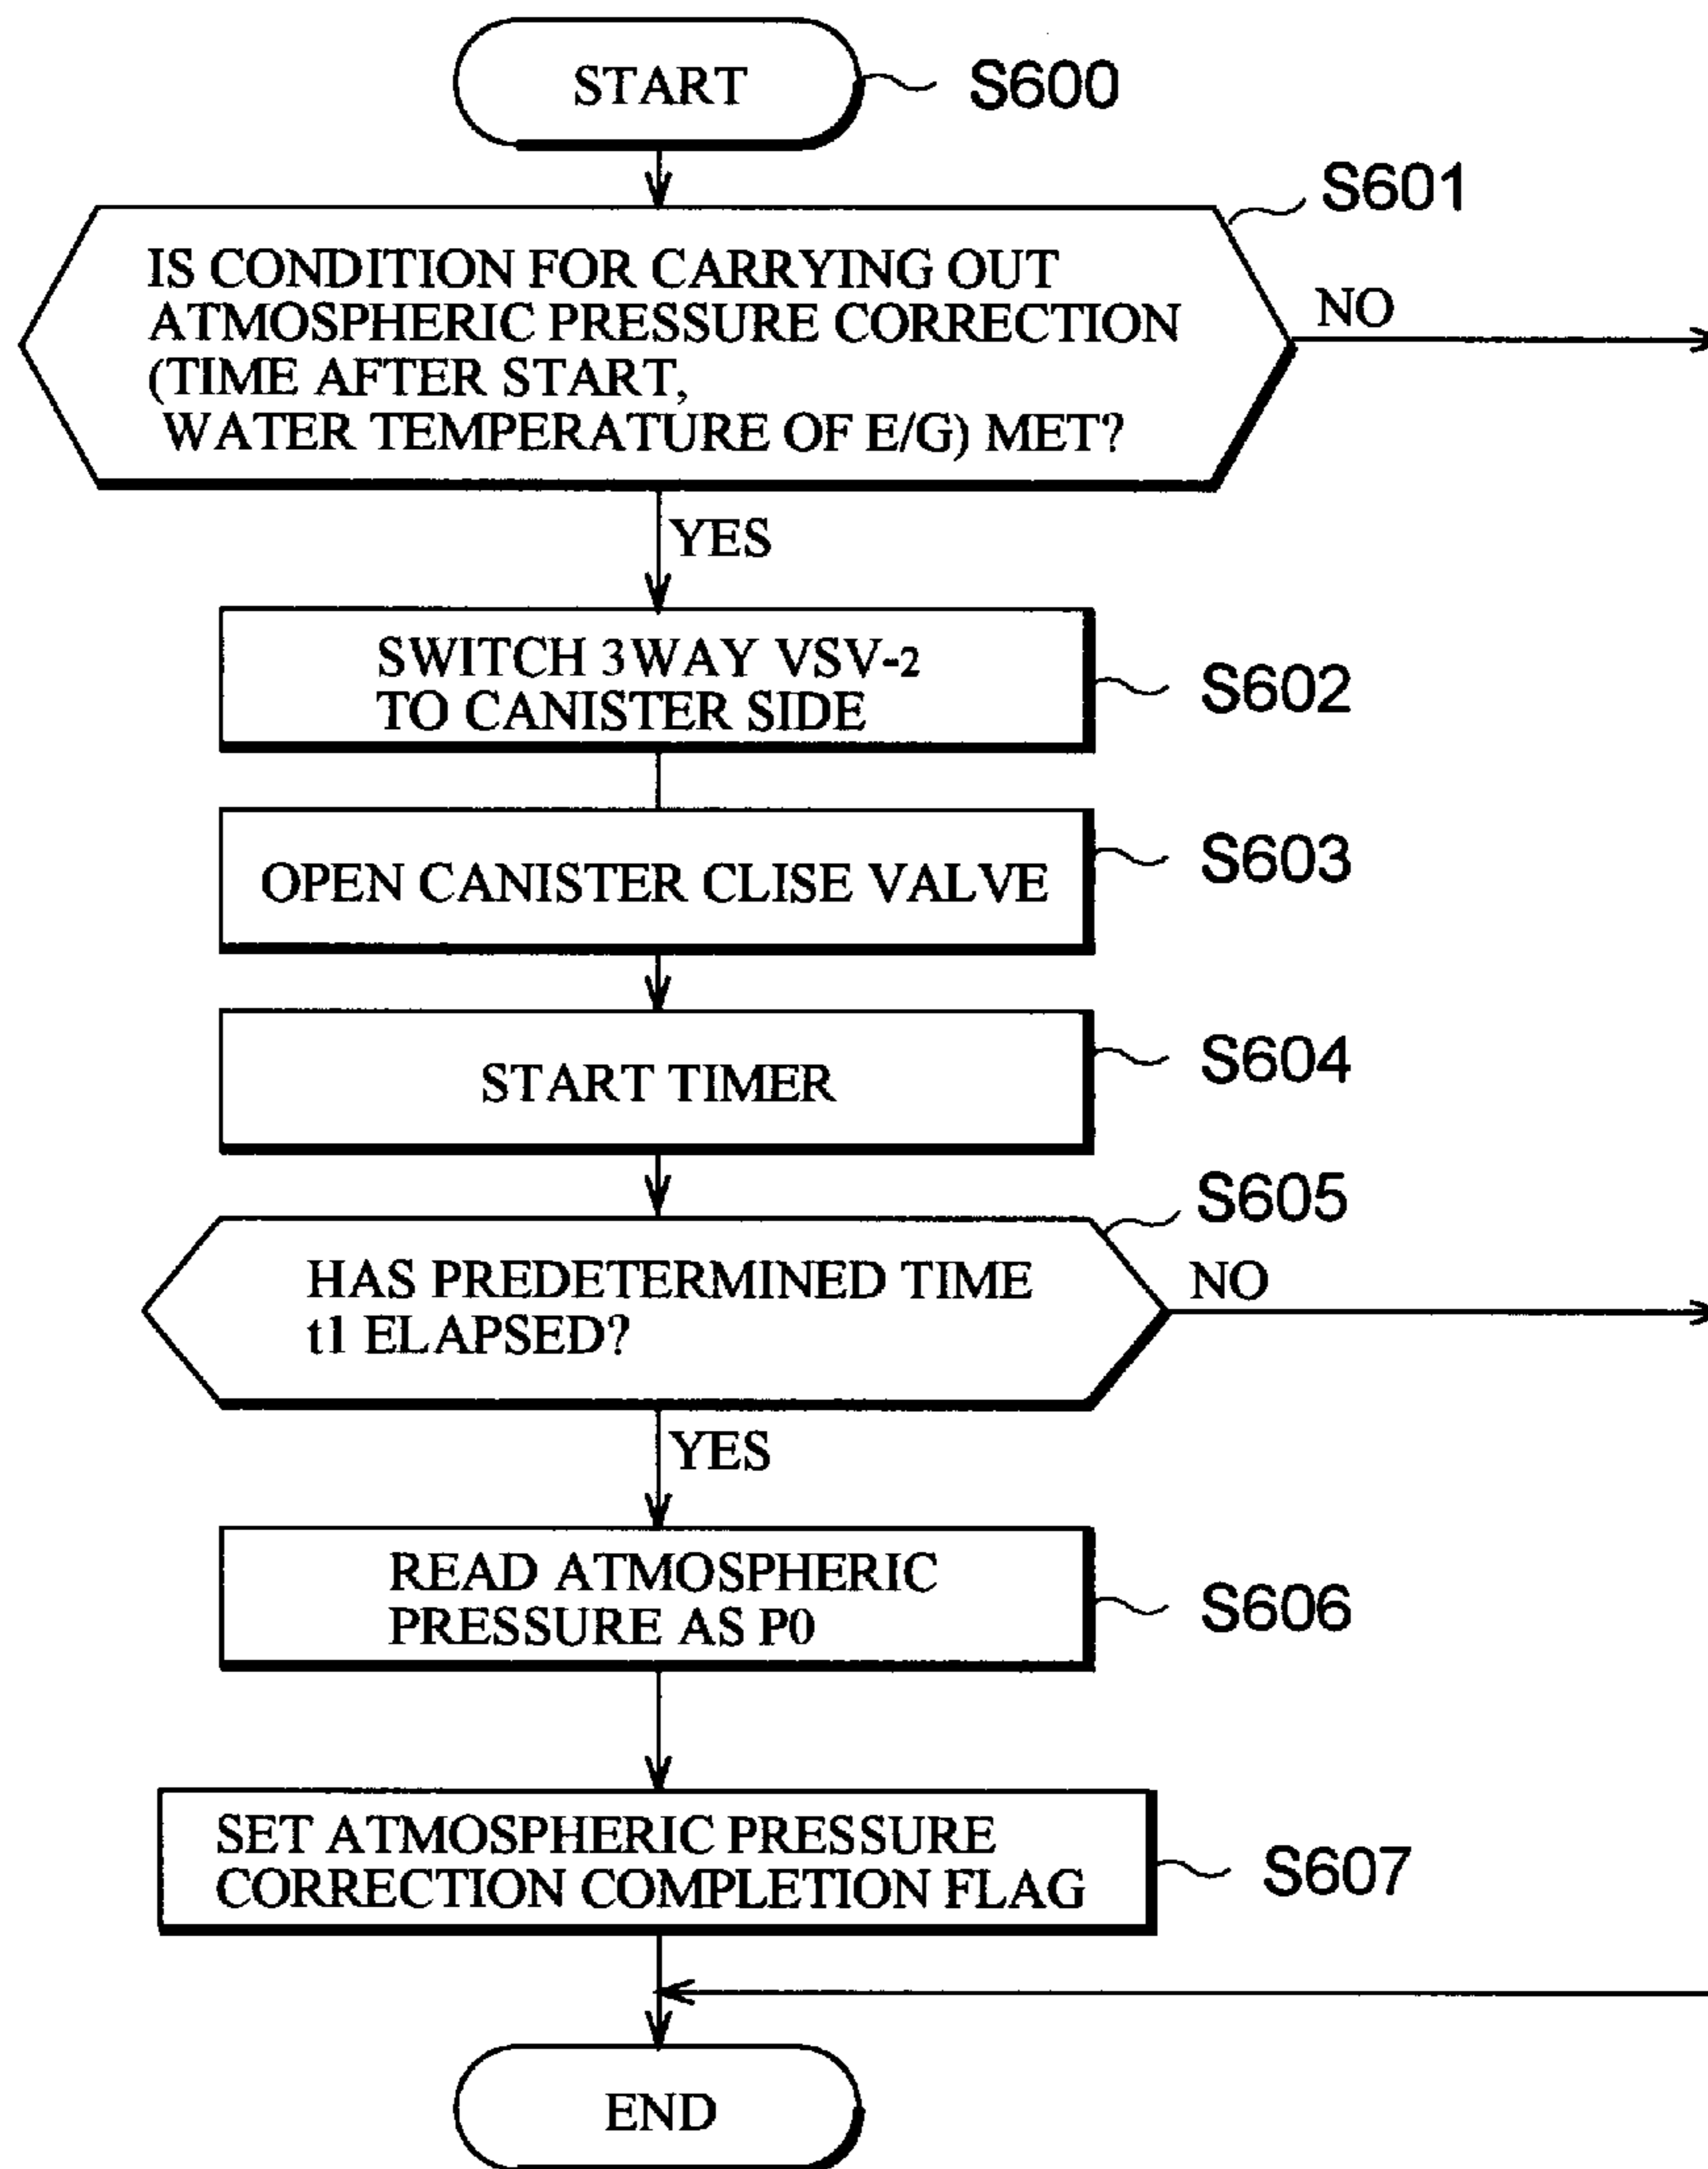 START
S600
S601
IS CONDITION FOR CARRYING OUT
ATMOSPHERIC PRESSURE CORRECTION
(TIME AFTER START,
WATER TEMPERATURE OF E/G) MET?
NO
YES
SWITCH 3WAY VSV-2
TO CANISTER SIDE
S602
OPEN CANISTER CLISE VALVE
S603
START TIMER
S604
S605
HAS PREDETERMINED TIME
t1 ELAPSED?
NO
YES
READ ATMOSPHERIC
PRESSURE AS P0
S606
SET ATMOSPHERIC PRESSURE
CORRECTION COMPLETION FLAG
S607
END